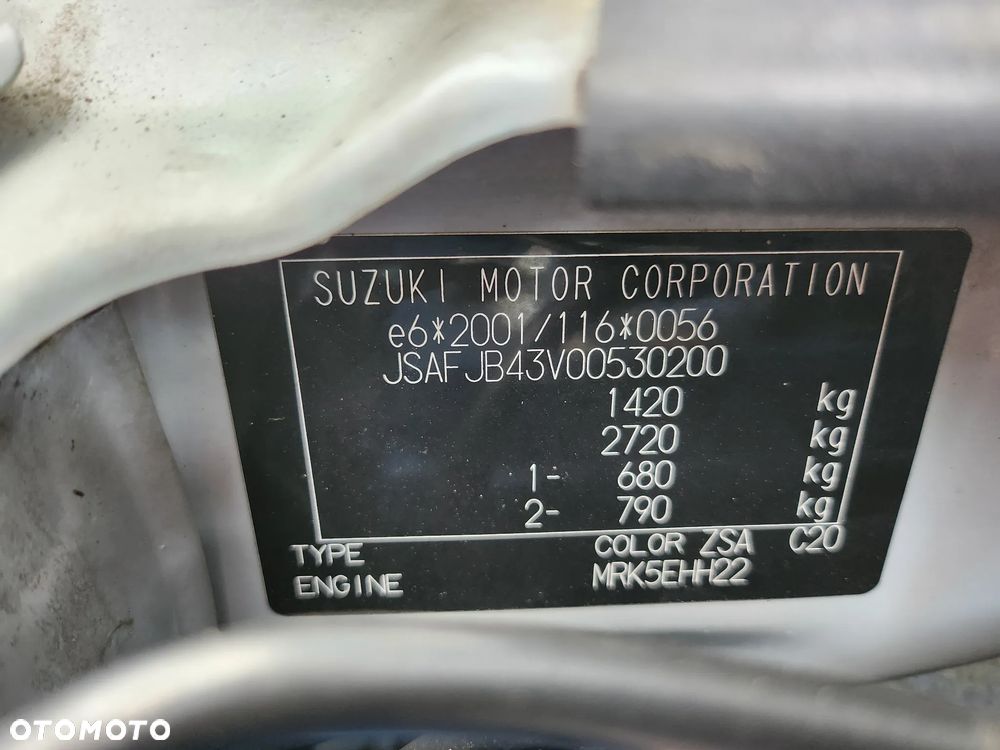 SUZUKI MOTOR CORPORATION
e6*2001/116*0056
JSAFJB43V00530200
1420 kg
2720 kg
1- 680 kg
2- 790 kg
TYPE COLOR ZSA C20
ENGINE MRK5EHH22
OTOMOTO